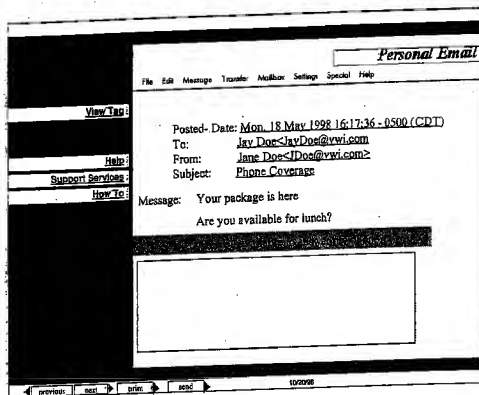 Personal Email
File Edit Message Transfer Mailbox Settings Special Help
View Tag:
Posted- Date: Mon, 18 May 1998 16:17:36 - 0500 (CDT)
To: Jay Doe<JayDoe@vwi.com
From: Jane Doe<JDoe@vwi.com>
Help:
Subject: Phone Coverage
Support Services:
How To:
Message: Your package is here
Are you available for lunch?
previous next print send 10/20/98